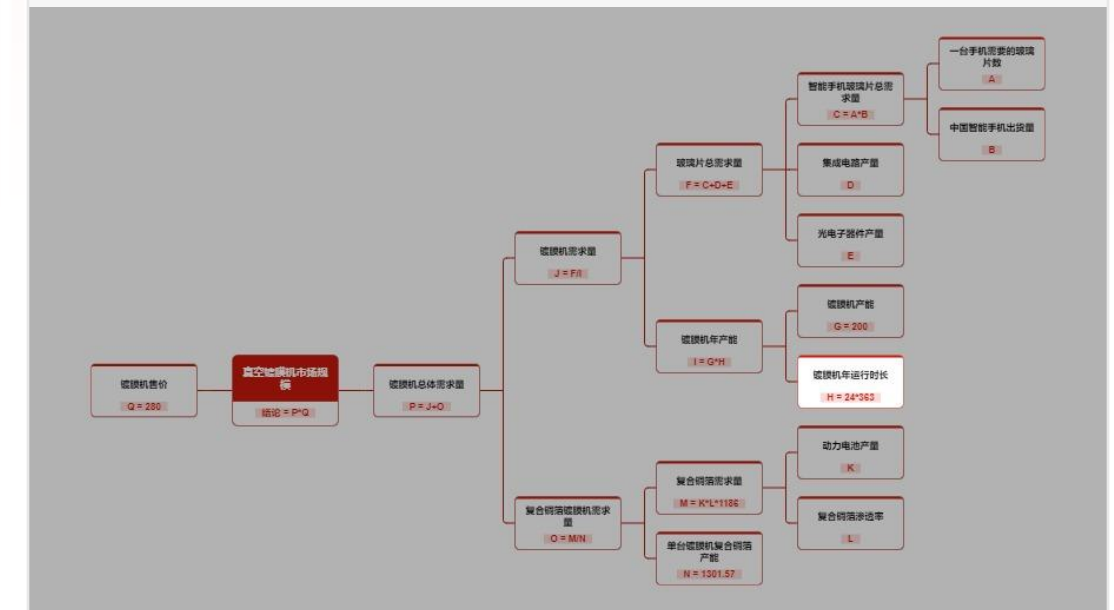 一台手机需要的玻璃
片数
A
智能手机玻璃片总需
求量
C = A*B
中国智能手机出货量
B
玻璃片总需求量
F = C+D+E
集成电路产量
D
光电子器件产量
E
镀膜机需求量
J = F/I
镀膜机产能
G = 200
镀膜机年产能
I = G*H
镀膜机年运行时长
H = 24*363
镀膜机售价
Q = 280
真空镀膜机市场规
模
结论 = P*Q
镀膜机总体需求量
P = J+O
动力电池产量
K
复合铜箔需求量
M = K*L*1186
复合铜箔镀膜机需求
量
O = M/N
复合铜箔渗透率
L
单台镀膜机复合铜箔
产能
N = 1301.57